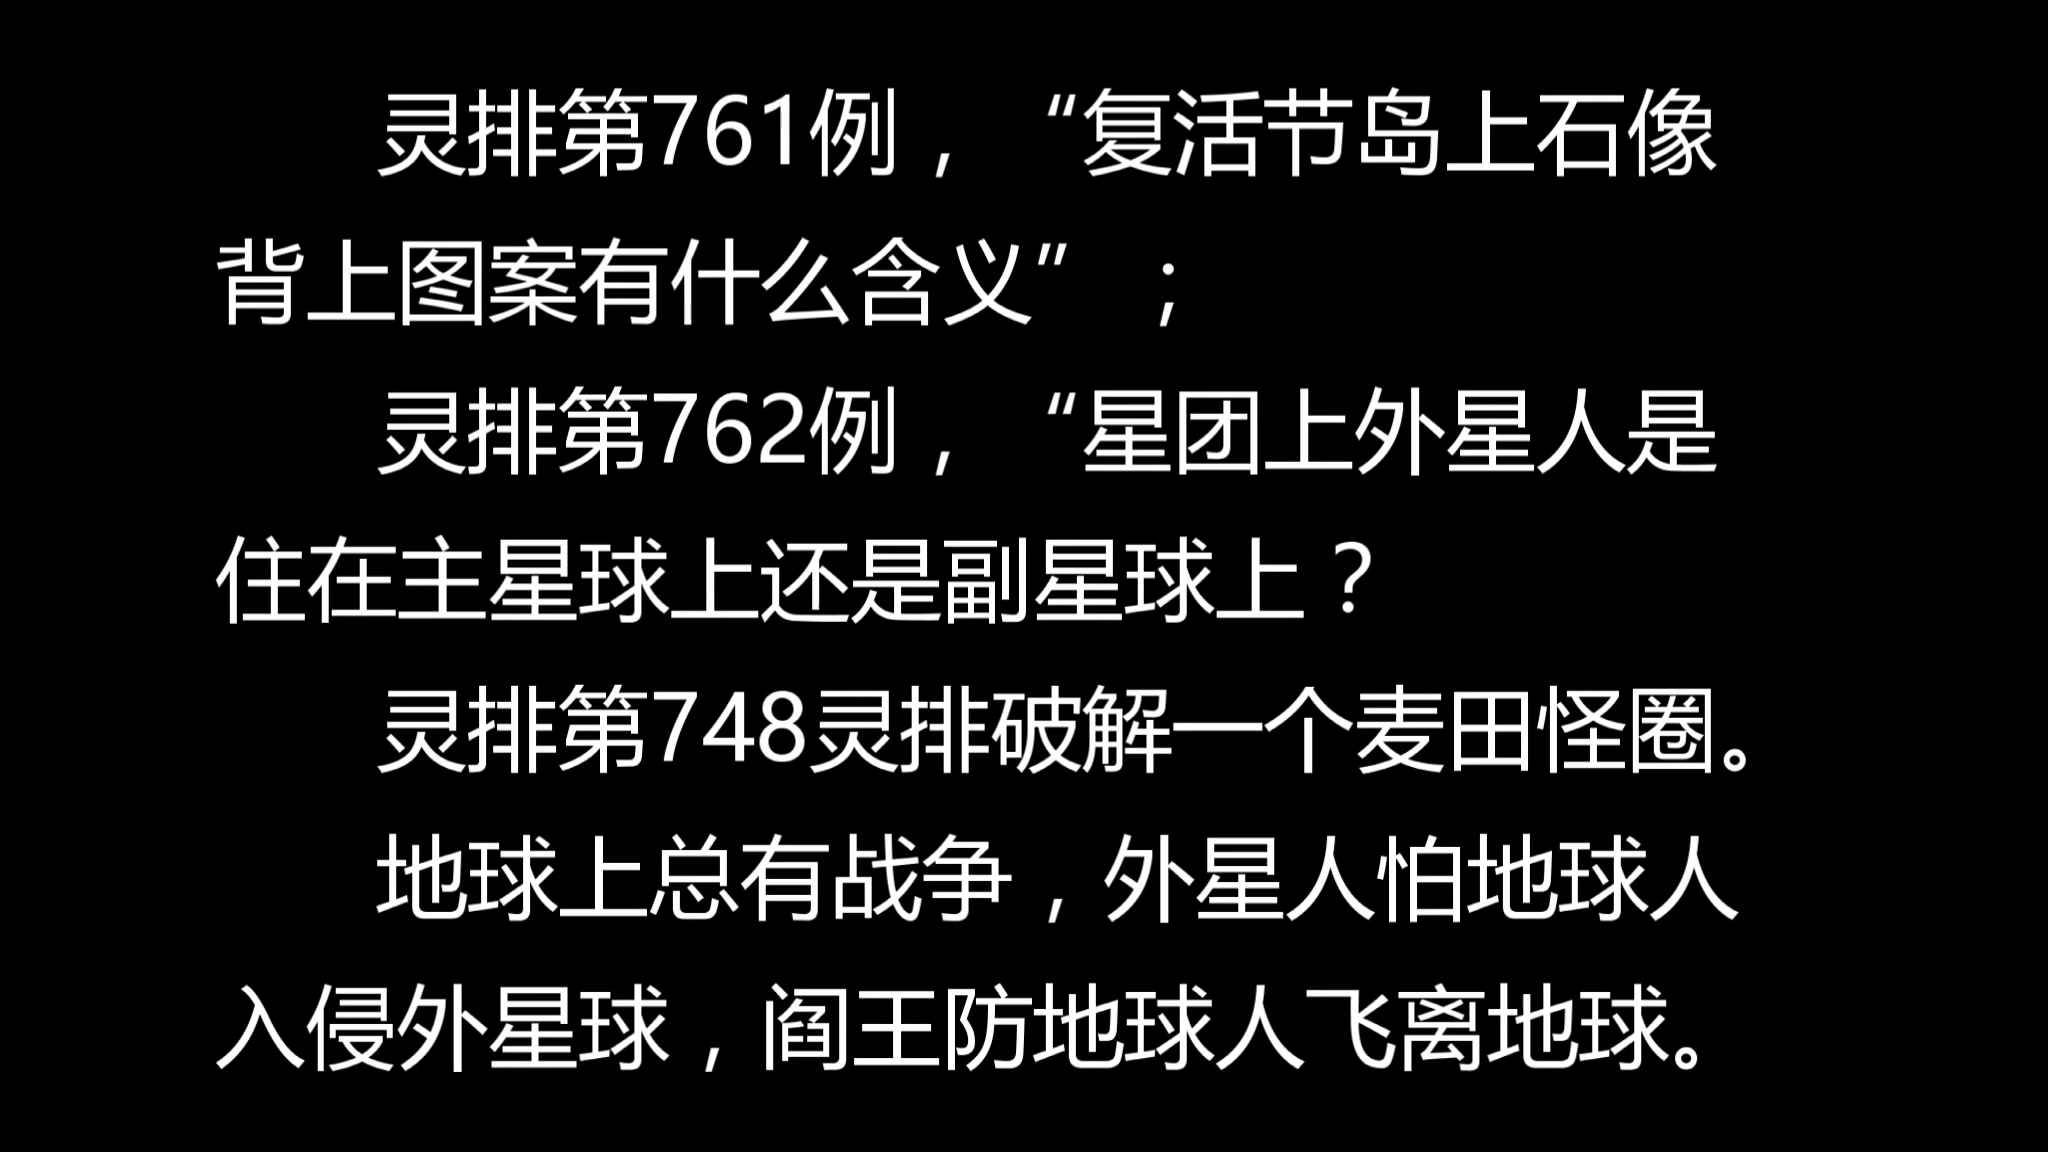 灵排第761例，“复活节岛上石像
背上图案有什么含义”；
灵排第762例，“星团上外星人是
住在主星球上还是副星球上？
灵排第748灵排破解一个麦田怪圈。
地球上总有战争，外星人怕地球人
入侵外星球，阎王防地球人飞离地球。